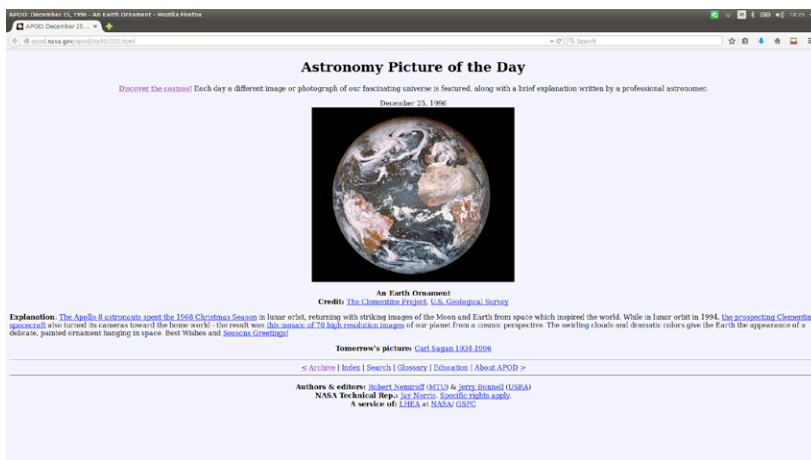 APOD: December 25, 1996 - An Earth Ornament - Mozilla Firefox
APOD: December 25...
apod.nasa.gov/apod/ap961225.html
Search
18:25
Astronomy Picture of the Day
Discover the cosmos! Each day a different image or photograph of our fascinating universe is featured, along with a brief explanation written by a professional astronomer.
December 25, 1996
An Earth Ornament
Credit: The Clementine Project, U.S. Geological Survey
Explanation: The Apollo 8 astronauts spent the 1968 Christmas Season in lunar orbit, returning with striking images of the Moon and Earth from space which inspired the world. While in lunar orbit in 1994, the prospecting Clementine
spacecraft also turned its cameras toward the home world - the result was this mosaic of 70 high resolution images of our planet from a cosmic perspective. The swirling clouds and dramatic colors give the Earth the appearance of a
delicate, painted ornament hanging in space. Best Wishes and Seasons Greetings!
Tomorrow's picture: Carl Sagan 1934-1996
< Archive | Index | Search | Glossary | Education | About APOD >
Authors & editors: Robert Nemiroff (MTU) & Jerry Bonnell (USRA)
NASA Technical Rep.: Jay Norris. Specific rights apply.
A service of: LHEA at NASA/ GSFC